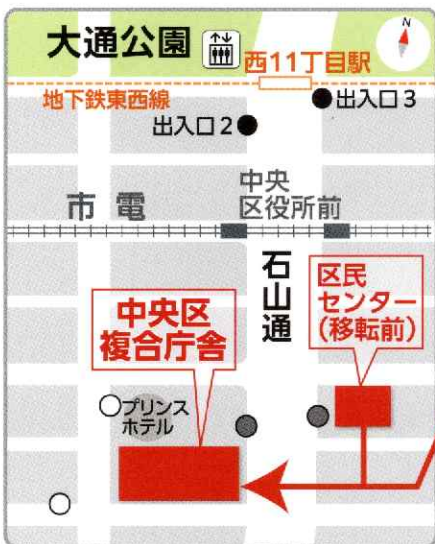 大通公園
N
西11丁目駅
地下鉄東西線
出入口3
出入口2
市電
中央
区役所前
石山通
区民
センター
(移転前)
中央区
複合庁舎
プリンス
ホテル